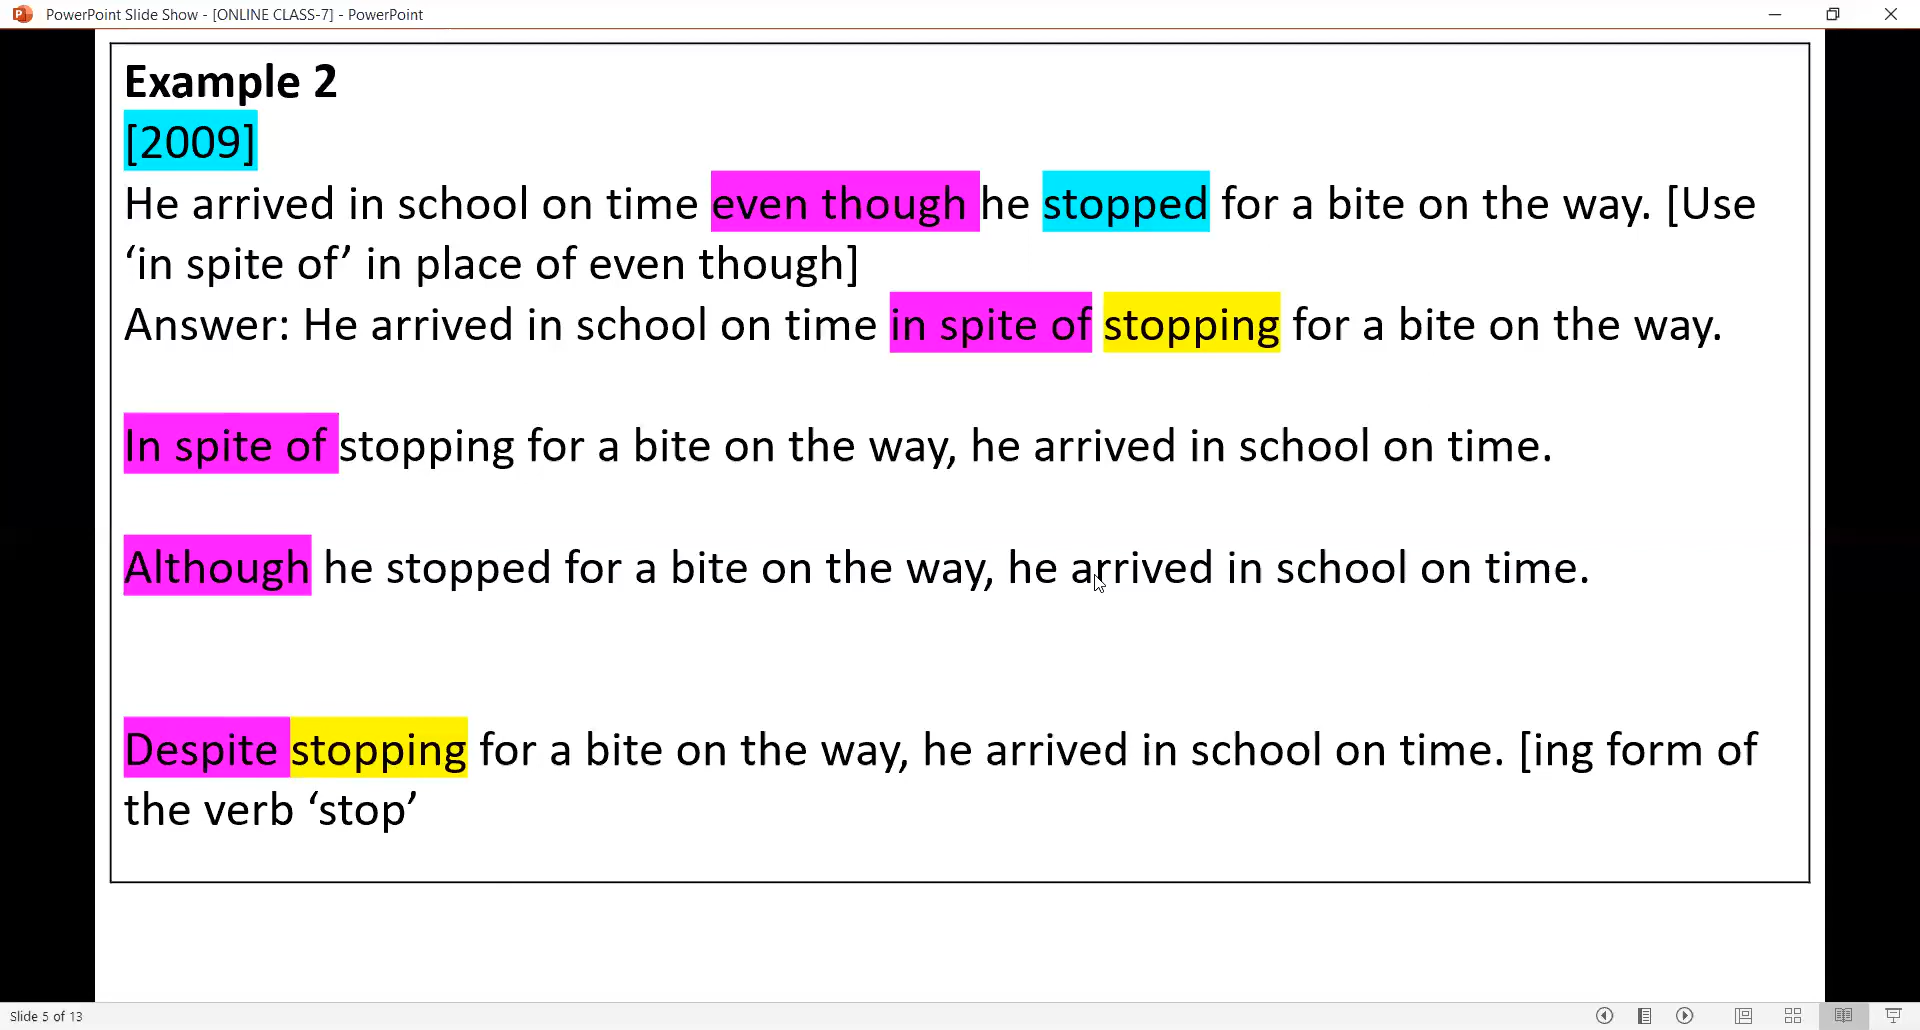 PowerPoint Slide Show - [ONLINE CLASS-7] - PowerPoint
Example 2
[2009]
He arrived in school on time even though he stopped for a bite on the way. [Use
‘in spite of’ in place of even though]
Answer: He arrived in school on time in spite of stopping for a bite on the way.
In spite of stopping for a bite on the way, he arrived in school on time.
Although he stopped for a bite on the way, he arrived in school on time.
Despite stopping for a bite on the way, he arrived in school on time. [ing form of
the verb ‘stop’
Slide 5 of 13